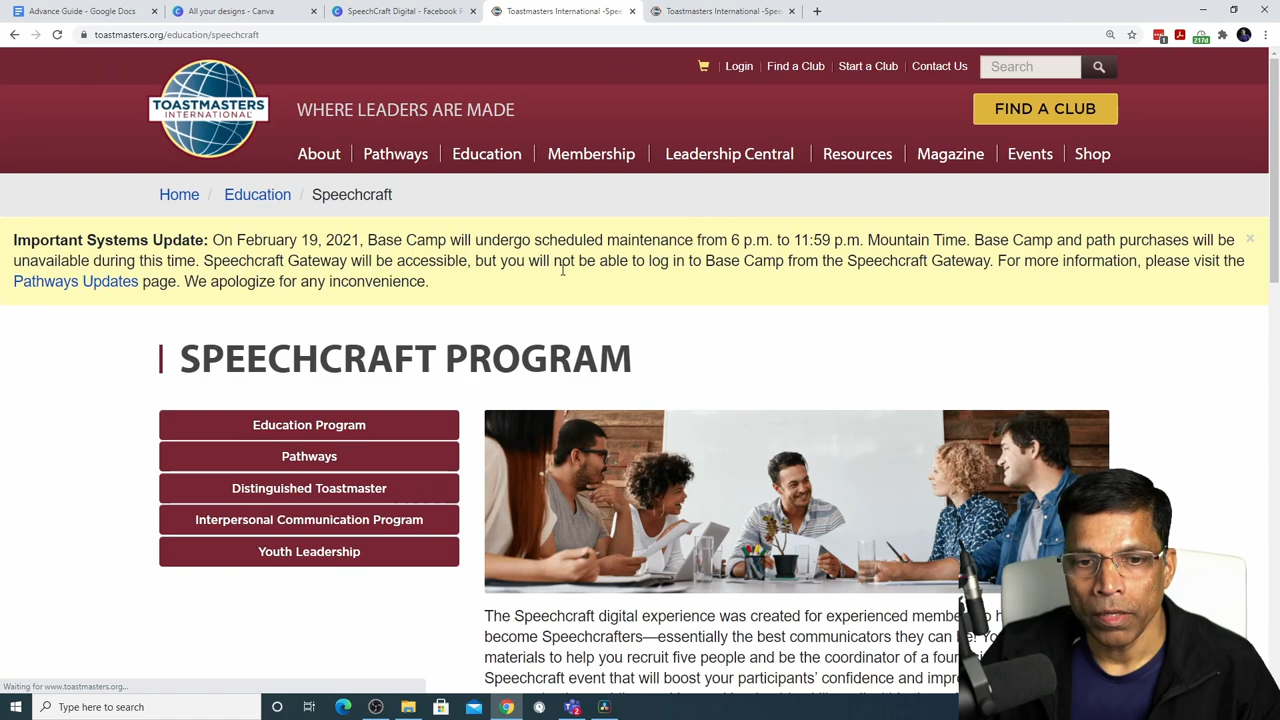 Advance Guide - Google Docs
All your designs - Canva
SpeechCraft Digital - Facebook P
Toastmasters International -Spee
Toastmasters International -Spee
toastmasters.org/education/speechcraft
Login
Find a Club
Start a Club
Contact Us
Search
TOASTMASTERS
INTERNATIONAL
WHERE LEADERS ARE MADE
FIND A CLUB
About
Pathways
Education
Membership
Leadership Central
Resources
Magazine
Events
Shop
Home / Education / Speechcraft
Important Systems Update: On February 19, 2021, Base Camp will undergo scheduled maintenance from 6 p.m. to 11:59 p.m. Mountain Time. Base Camp and path purchases will be
unavailable during this time. Speechcraft Gateway will be accessible, but you will not be able to log in to Base Camp from the Speechcraft Gateway. For more information, please visit the
Pathways Updates page. We apologize for any inconvenience.
SPEECHCRAFT PROGRAM
Education Program
Pathways
Distinguished Toastmaster
Interpersonal Communication Program
Youth Leadership
The Speechcraft digital experience was created for experienced
become Speechcrafters—essentially the best communicators they can
materials to help you recruit five people and be the coordinator of a
Speechcraft event that will boost your participants' confidence and
Waiting for www.toastmasters.org...
Type here to search